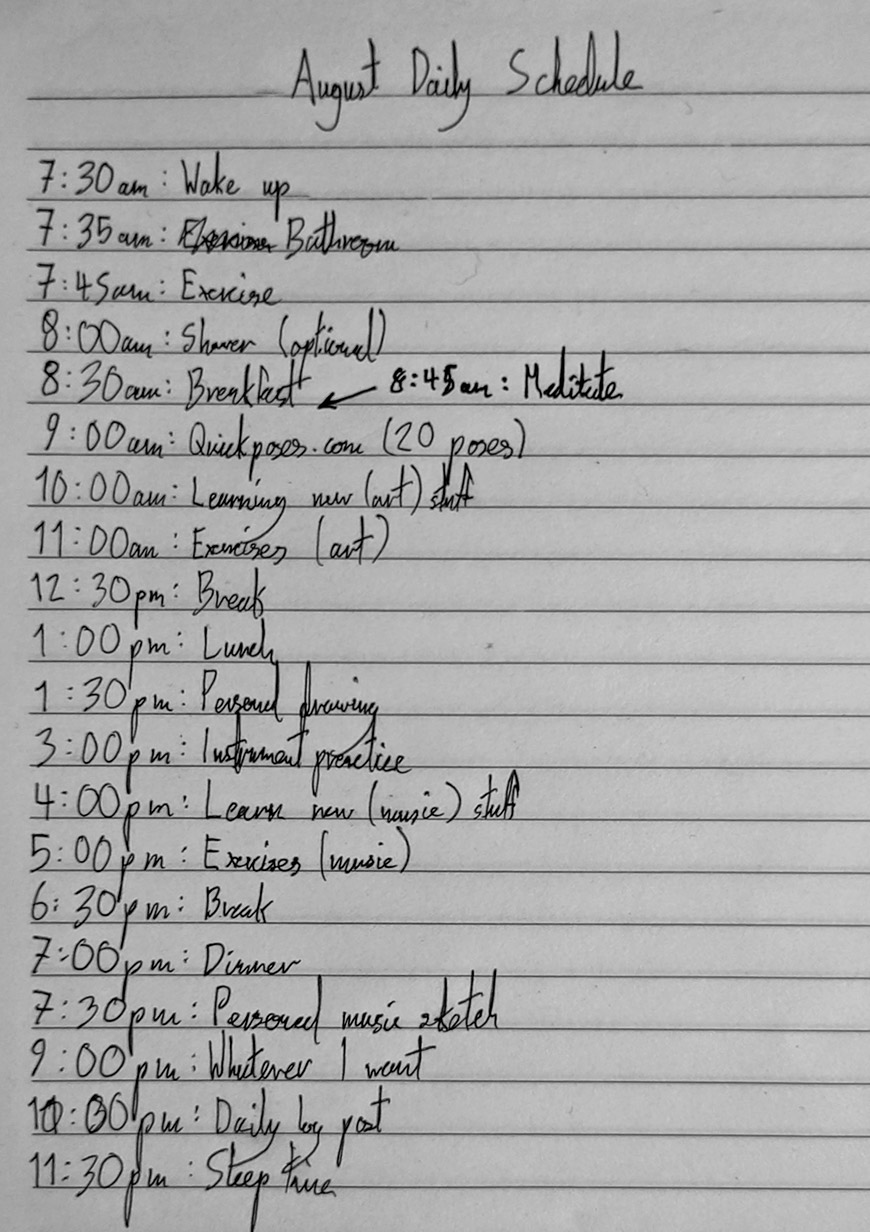 August Daily Schedule
7:30am: Wake up
7:35am: Bathroom
7:45am: Exercise
8:00am: Shower (optional)
8:30am: Breakfast
8:45am: Meditate
9:00am: Quickposes.com (20 poses)
10:00am: Learning new (art) stuff
11:00am: Exercises (art)
12:30pm: Break
1:00pm: Lunch
1:30pm: Personal drawing
3:00pm: Instrument practice
4:00pm: Learn new (music) stuff
5:00pm: Exercises (music)
6:30pm: Break
7:00pm: Dinner
7:30pm: Personal music sketch
9:00pm: Whatever I want
pm: Daily log post
11:30pm: Sleep time